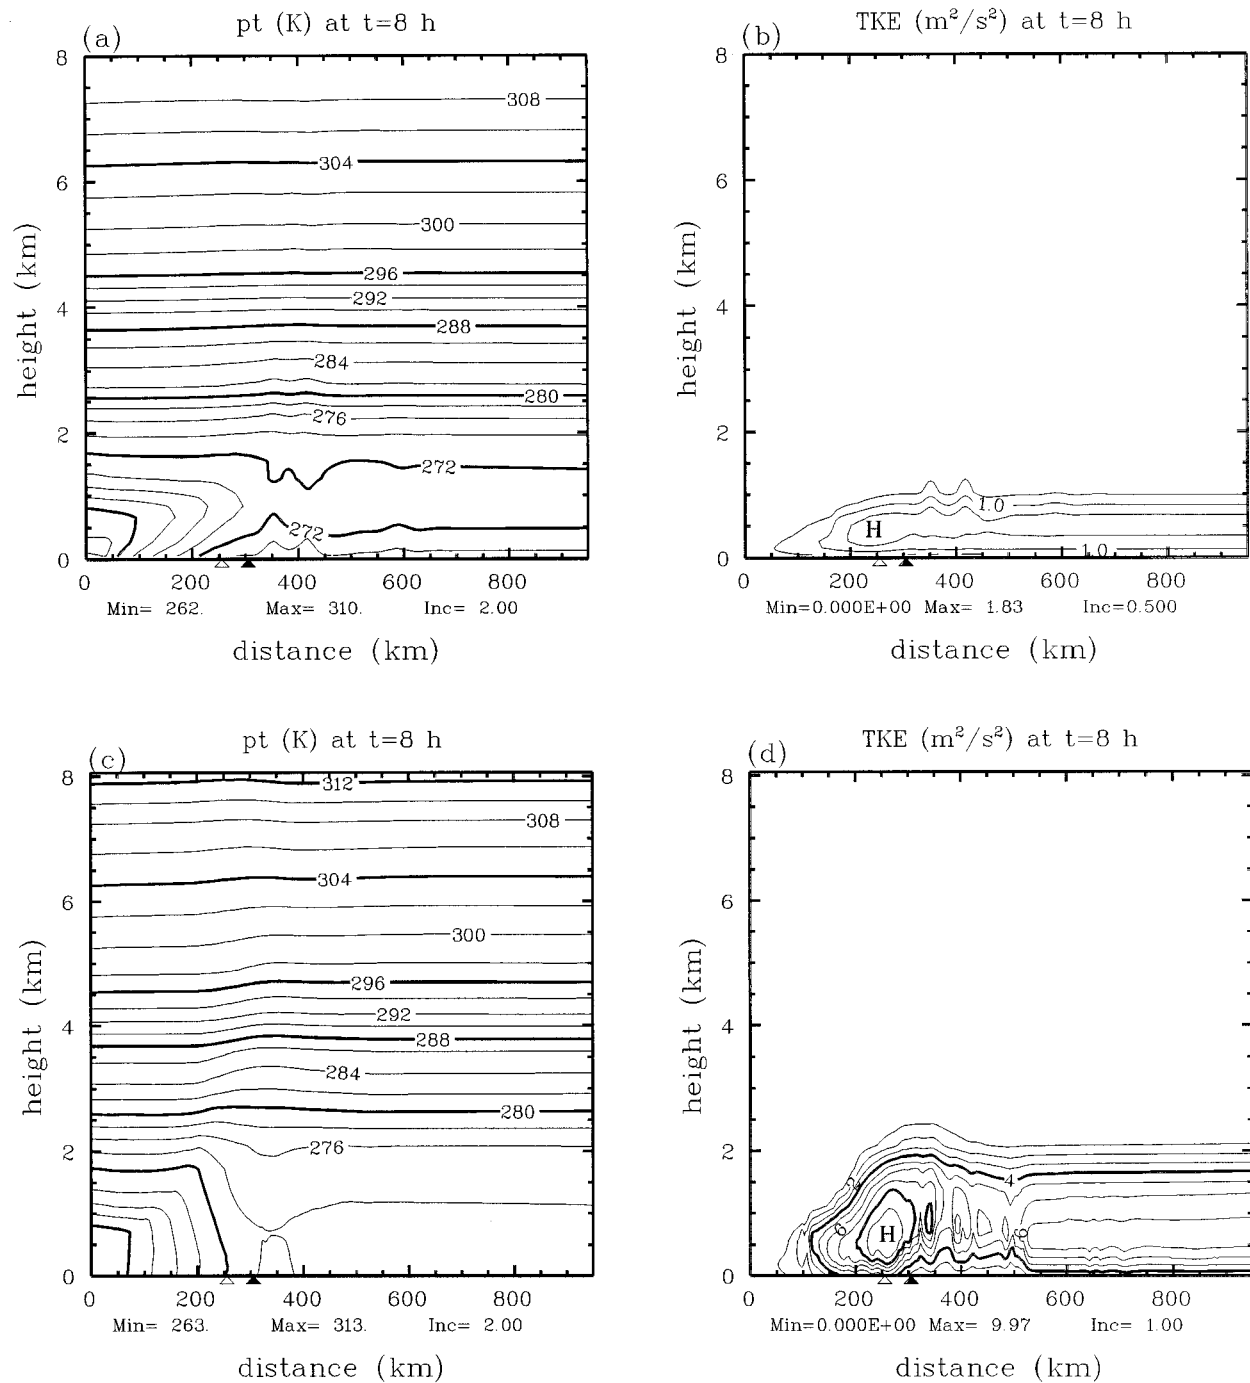 (a) pt (K) at t=8 h
8
308
304
6
300
296
292
4
288
284
280
276
2
272
272
0
0 200 400 600 800
Min= 262. Max= 310. Inc= 2.00
distance (km)
height (km)
(b) TKE (m²/s²) at t=8 h
8
6
4
2
1.0
H
1.0
0
0 200 400 600 800
Min=0.000E+00 Max= 1.83 Inc=0.500
distance (km)
height (km)
(c) pt (K) at t=8 h
8
312
308
304
6
300
296
292
4
288
284
280
276
2
0
0 200 400 600 800
Min= 263. Max= 313. Inc= 2.00
distance (km)
height (km)
(d) TKE (m²/s²) at t=8 h
8
6
4
2
4
H
0
0 200 400 600 800
Min=0.000E+00 Max= 9.97 Inc= 1.00
distance (km)
height (km)